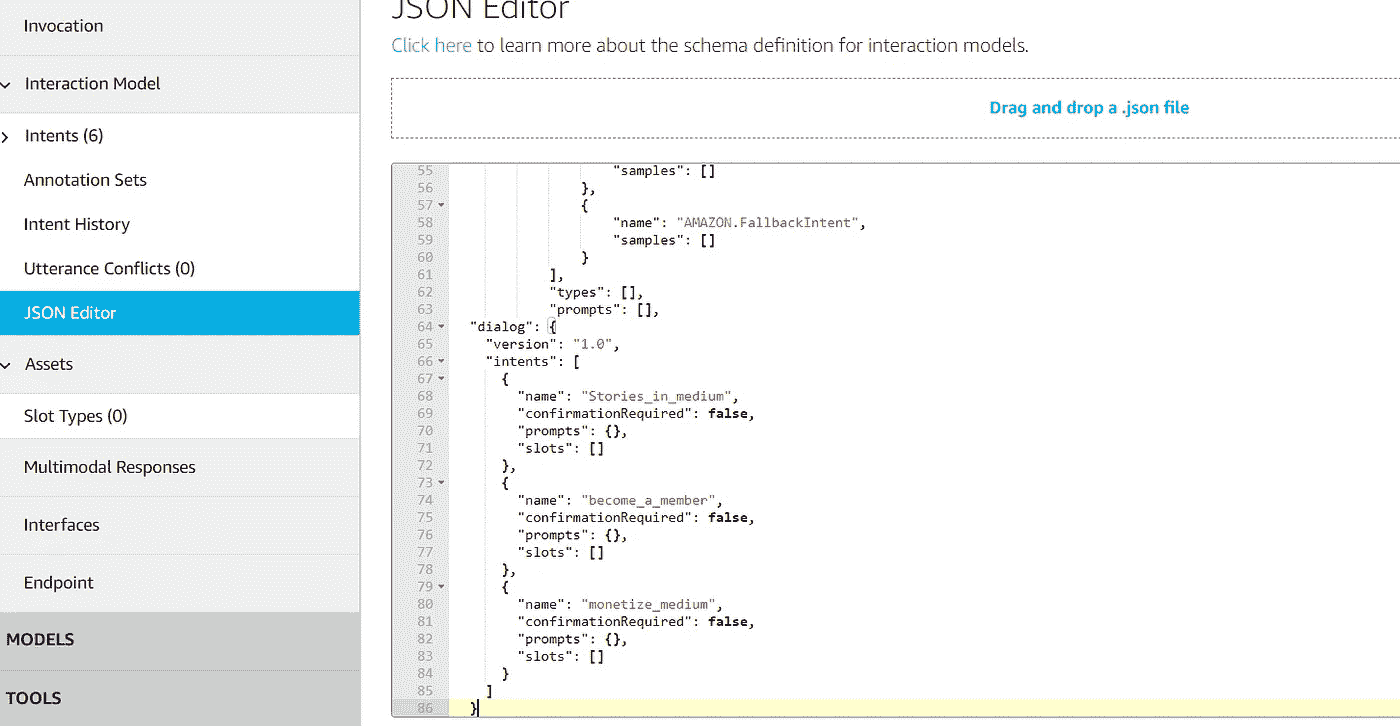 Invocation
Interaction Model
Intents (6)
Annotation Sets
Intent History
Utterance Conflicts (0)
JSON Editor
Assets
Slot Types (0)
Multimodal Responses
Interfaces
Endpoint
MODELS
TOOLS
JSON Editor
Click here to learn more about the schema definition for interaction models.
Drag and drop a .json file
55 "samples": []
56 },
57 {
58 "name": "AMAZON.FallbackIntent",
59 "samples": []
60 }
61 ],
62 "types": [],
63 "prompts": [],
64 "dialog": {
65 "version": "1.0",
66 "intents": [
67 {
68 "name": "Stories_in_medium",
69 "confirmationRequired": false,
70 "prompts": {},
71 "slots": []
72 },
73 {
74 "name": "become_a_member",
75 "confirmationRequired": false,
76 "prompts": {},
77 "slots": []
78 },
79 {
80 "name": "monetize_medium",
81 "confirmationRequired": false,
82 "prompts": {},
83 "slots": []
84 }
85 ]
86 }